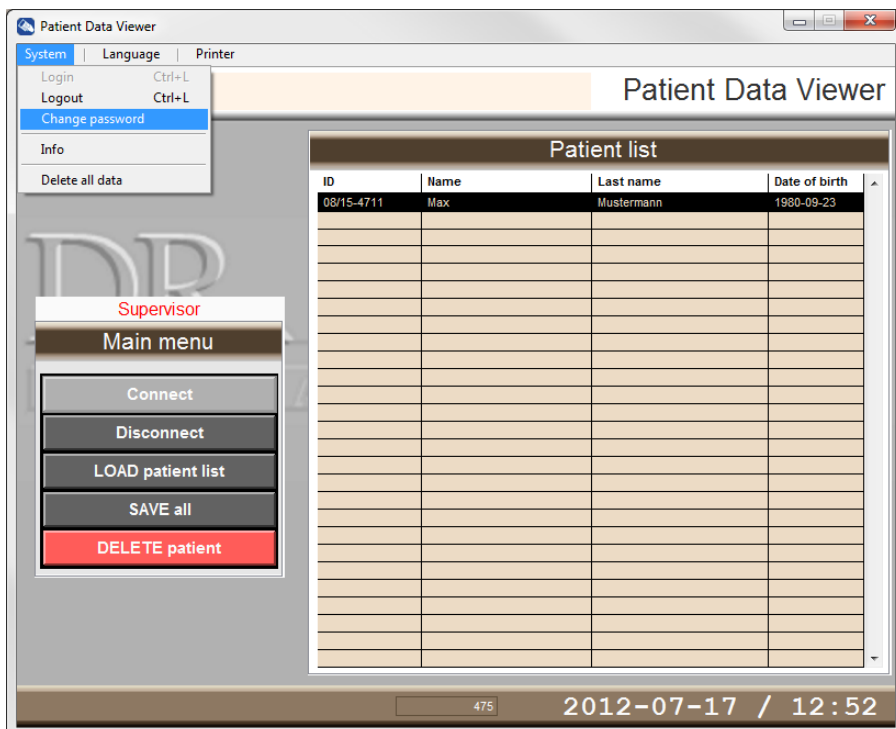 Patient Data Viewer
System | Language | Printer
Login Ctrl+L
Logout Ctrl+L
Change password
Info
Delete all data
Patient Data Viewer
Patient list
ID Name Last name Date of birth
08/15-4711 Max Mustermann 1980-09-23
DR
Supervisor
Main menu
Connect
Disconnect
LOAD patient list
SAVE all
DELETE patient
475 2012-07-17 / 12:52